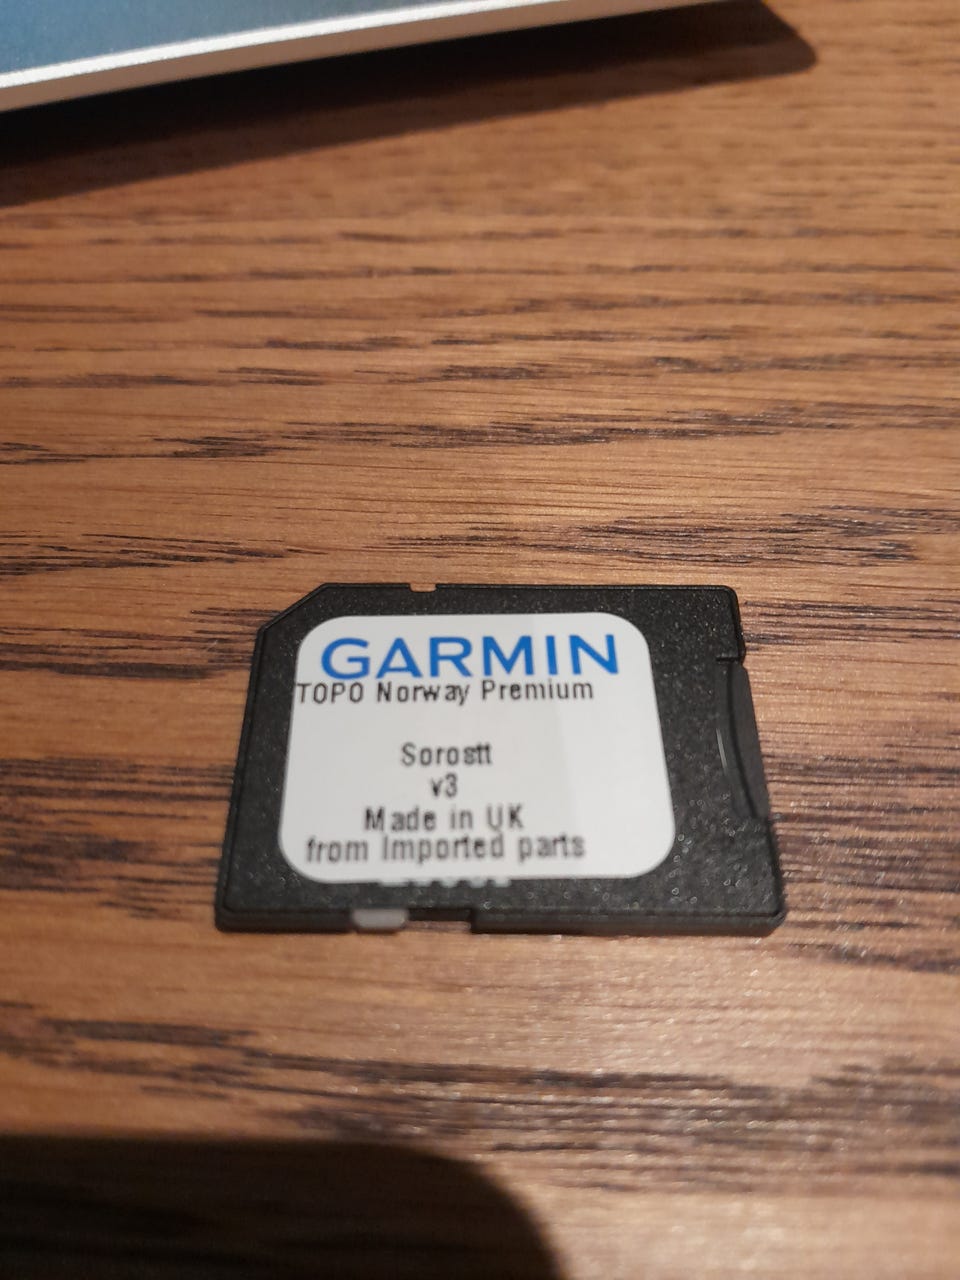 GARMIN
TOPO Norway Premium
Sorostt
v3
Made in UK
from Imported parts